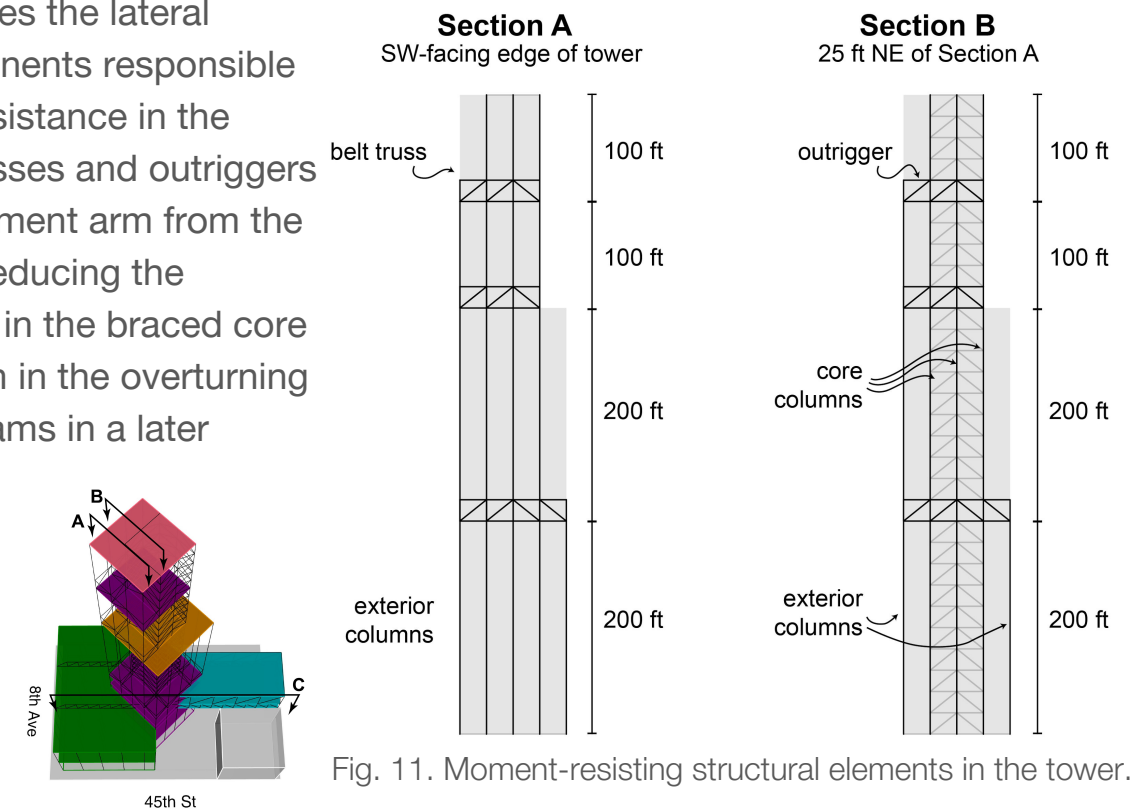 es the lateral
nents responsible
sistance in the
sses and outriggers
ment arm from the
educing the
in the braced core
n in the overturning
ams in a later
Section A
SW-facing edge of tower
belt truss
100 ft
100 ft
200 ft
exterior
columns
200 ft
Section B
25 ft NE of Section A
outrigger
100 ft
100 ft
core
columns
200 ft
exterior
columns
200 ft
B
A
C
8th Ave
45th St
Fig. 11. Moment-resisting structural elements in the tower.